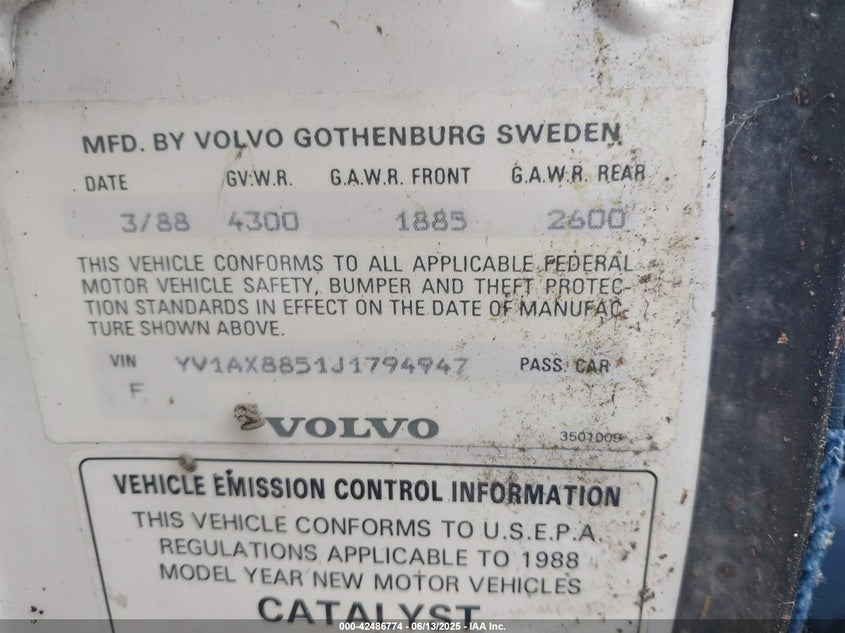 MFD. BY VOLVO GOTHENBURG SWEDEN
DATE G.V.W.R. G.A.W.R. FRONT G.A.W.R. REAR
3/88 4300 1885 2600
THIS VEHICLE CONFORMS TO ALL APPLICABLE FEDERAL
MOTOR VEHICLE SAFETY, BUMPER AND THEFT PROTEC-
TION STANDARDS IN EFFECT ON THE DATE OF MANUFAC-
TURE SHOWN ABOVE.
VIN YV1AX8851J1794947 PASS. CAR
F
VOLVO
3501009
VEHICLE EMISSION CONTROL INFORMATION
THIS VEHICLE CONFORMS TO U.S.E.P.A.
REGULATIONS APPLICABLE TO 1988
MODEL YEAR NEW MOTOR VEHICLES
CATALYST
000-42486774 - 06/13/2025 - IAA Inc.